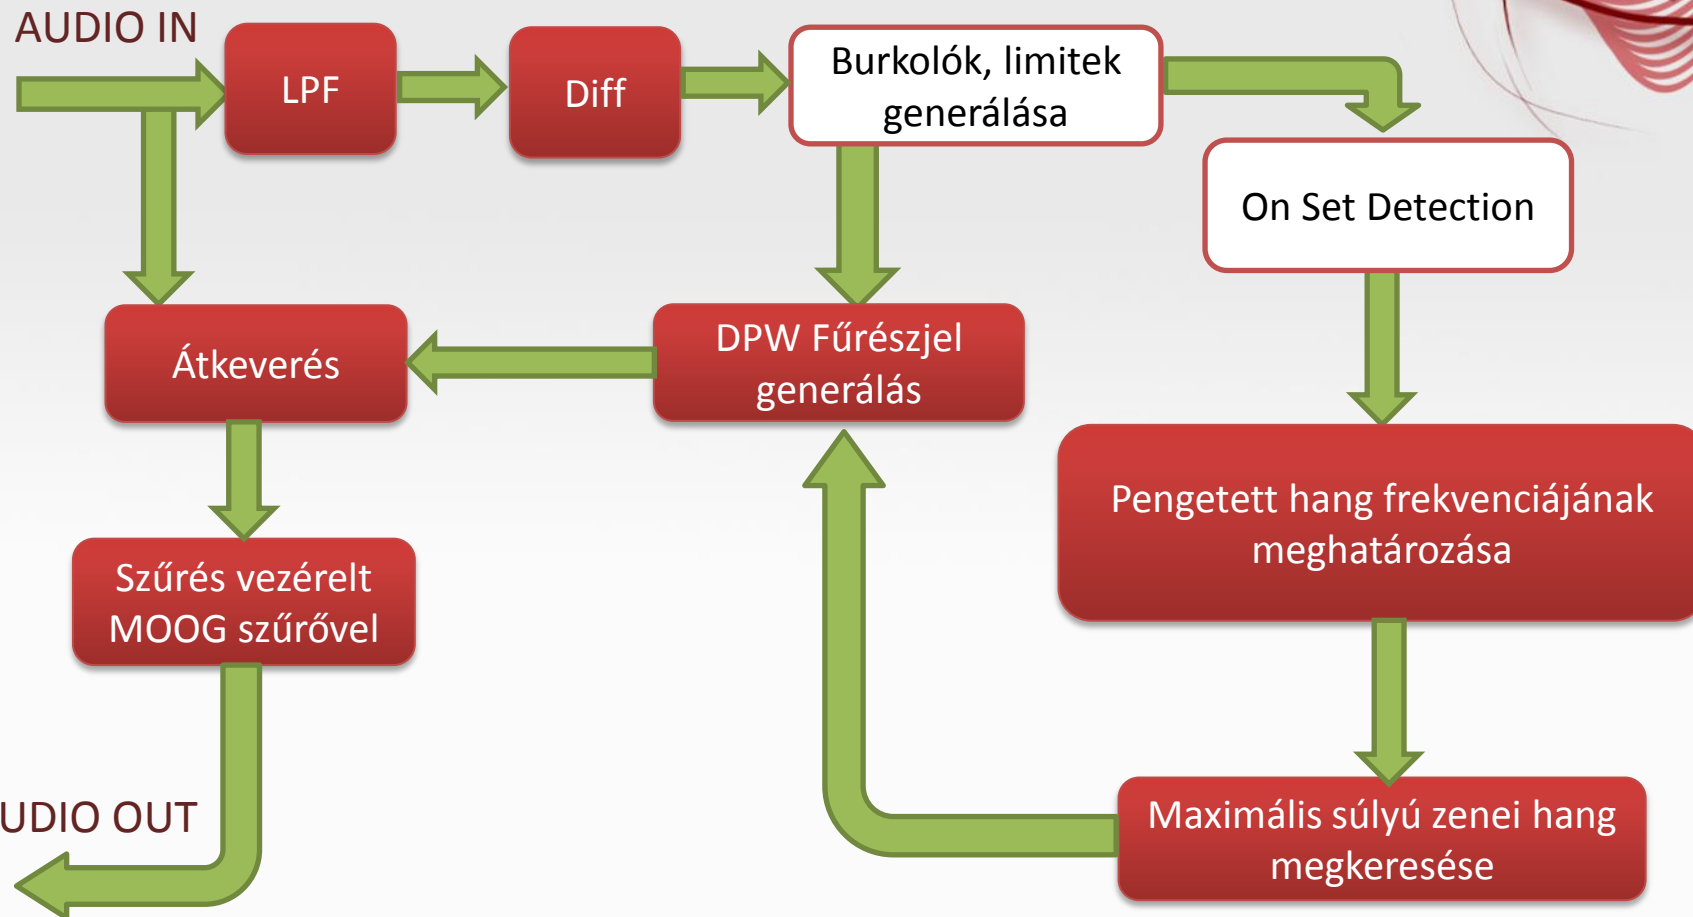 AUDIO IN
LPF
Diff
Burkolók, limitek
generálása
On Set Detection
Átkeverés
DPW Fűrészjel
generálás
Pengetett hang frekvenciájának
meghatározása
Szűrés vezérelt
MOOG szűrővel
Maximális súlyú zenei hang
megkeresése
UDIO OUT